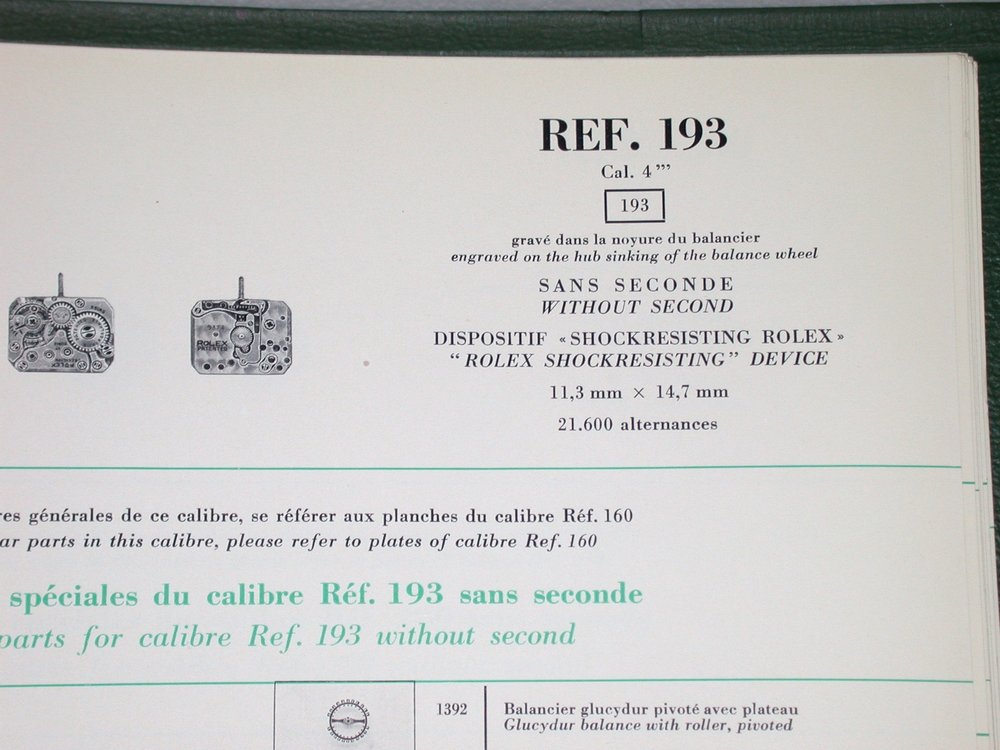 REF. 193
Cal. 4’’’
193
gravé dans la noyure du balancier
engraved on the hub sinking of the balance wheel
SANS SECONDE
WITHOUT SECOND
DISPOSITIF «SHOCKRESISTING ROLEX»
“ROLEX SHOCKRESISTING” DEVICE
11,3 mm × 14,7 mm
21.600 alternances
ROLEX
PATENTED
ROLEX
res générales de ce calibre, se référer aux planches du calibre Réf. 160
ar parts in this calibre, please refer to plates of calibre Ref. 160
spéciales du calibre Réf. 193 sans seconde
parts for calibre Ref. 193 without second
1392
Balancier glucydur pivoté avec plateau
Glucydur balance with roller, pivoted